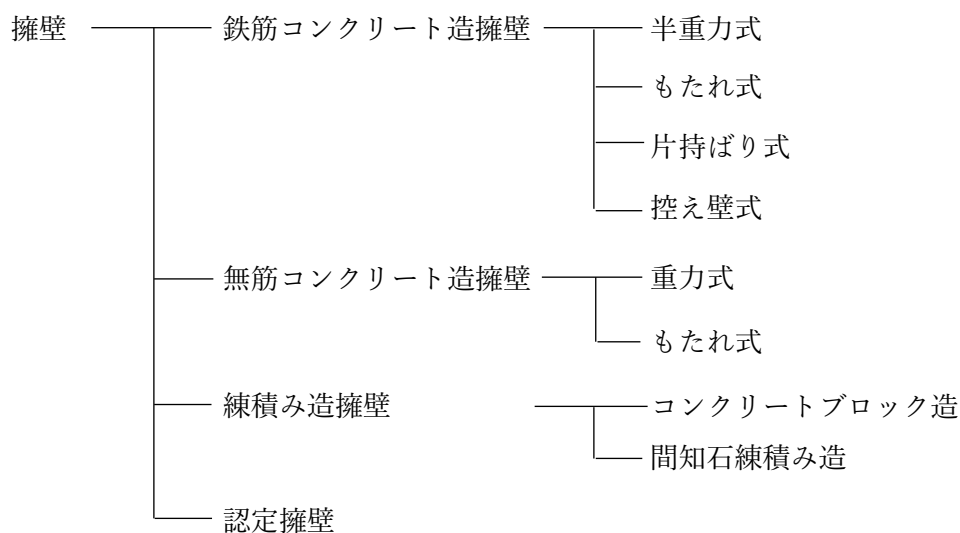 擁壁 鉄筋コンクリート造擁壁 半重力式
もたれ式
片持ばり式
控え壁式
無筋コンクリート造擁壁 重力式
もたれ式
練積み造擁壁 コンクリートブロック造
間知石練積み造
認定擁壁